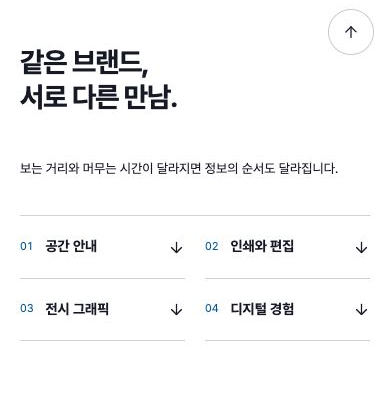 같은 브랜드,
서로 다른 만남.
보는 거리와 머무는 시간이 달라지면 정보의 순서도 달라집니다.
01 공간 안내
02 인쇄와 편집
03 전시 그래픽
04 디지털 경험